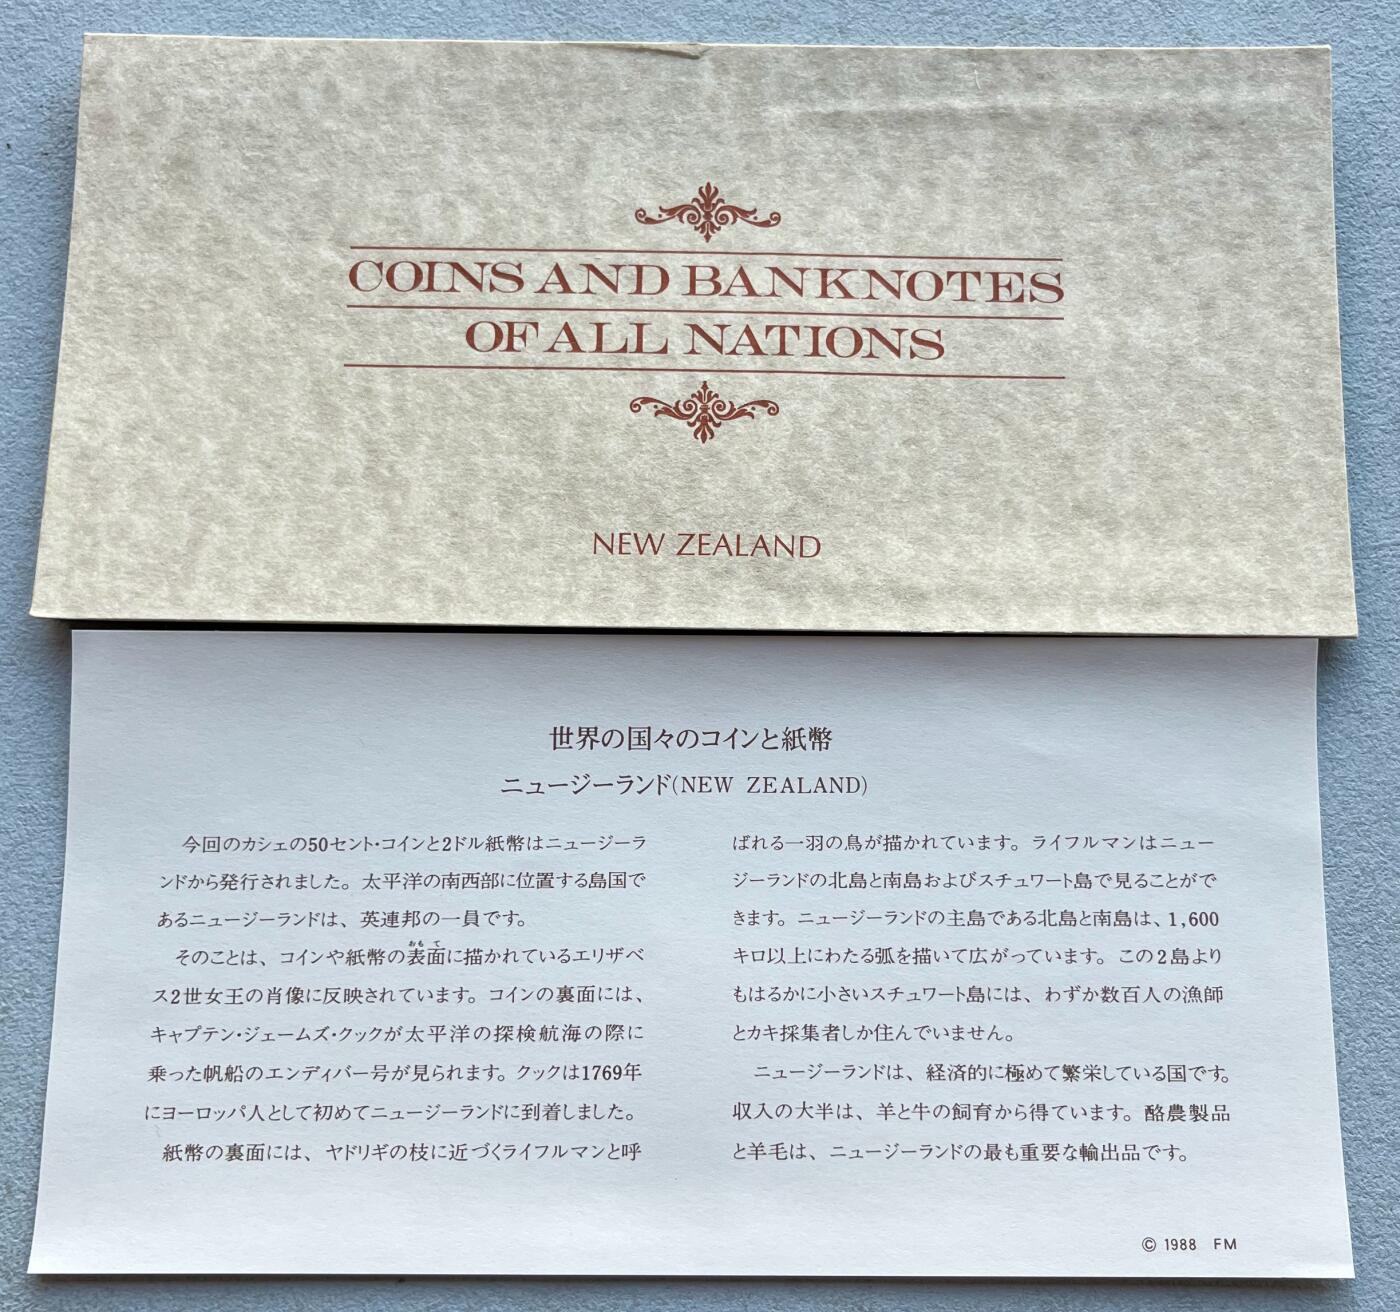 COINS AND BANKNOTES
OF ALL NATIONS
NEW ZEALAND
世界の国々のコインと紙幣
ニュージーランド(NEW ZEALAND)
今回のカシェの50セント・コインと2ドル紙幣はニュージーラ
ンドから発行されました。太平洋の南西部に位置する島国で
あるニュージーランドは、英連邦の一員です。
おもて
そのことは、コインや紙幣の表面に描かれているエリザベ
ス2世女王の肖像に反映されています。コインの裏面には、
キャプテン・ジェームズ・クックが太平洋の探検航海の際に
乗った帆船のエンディバー号が見られます。クックは1769年
にヨーロッパ人として初めてニュージーランドに到着しました。
紙幣の裏面には、ヤドリギの枝に近づくライフルマンと呼
ばれる一羽の鳥が描かれています。ライフルマンはニュー
ジーランドの北島と南島およびスチュワート島で見ることがで
きます。ニュージーランドの主島である北島と南島は、1,600
キロ以上にわたる弧を描いて広がっています。この2島より
もはるかに小さいスチュワート島には、わずか数百人の漁師
とカキ採集者しか住んでいません。
ニュージーランドは、経済的に極めて繁栄している国です。
収入の大半は、羊と牛の飼育から得ています。酪農製品
と羊毛は、ニュージーランドの最も重要な輸出品です。
© 1988 FM